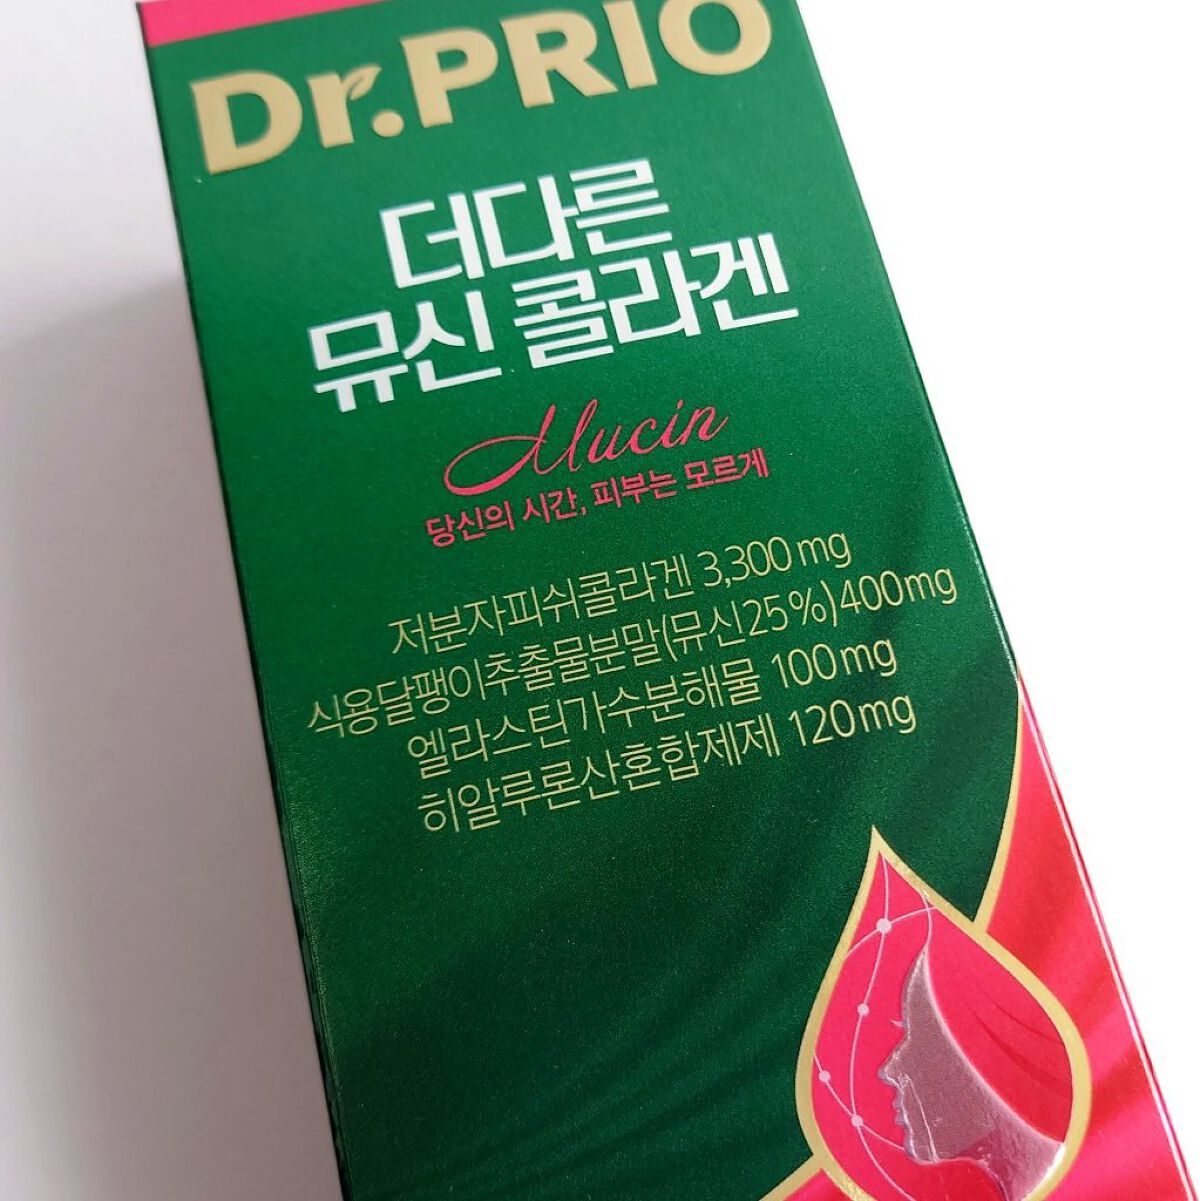 Dr.PRIO
더다른
뮤신 콜라겐
Mucin
당신의 시간, 피부는 모르게
저분자피쉬콜라겐 3,300mg
식용달팽이추출물분말(뮤신25%)400mg
엘라스틴가수분해물 100mg
히알루론산혼합제제 120mg